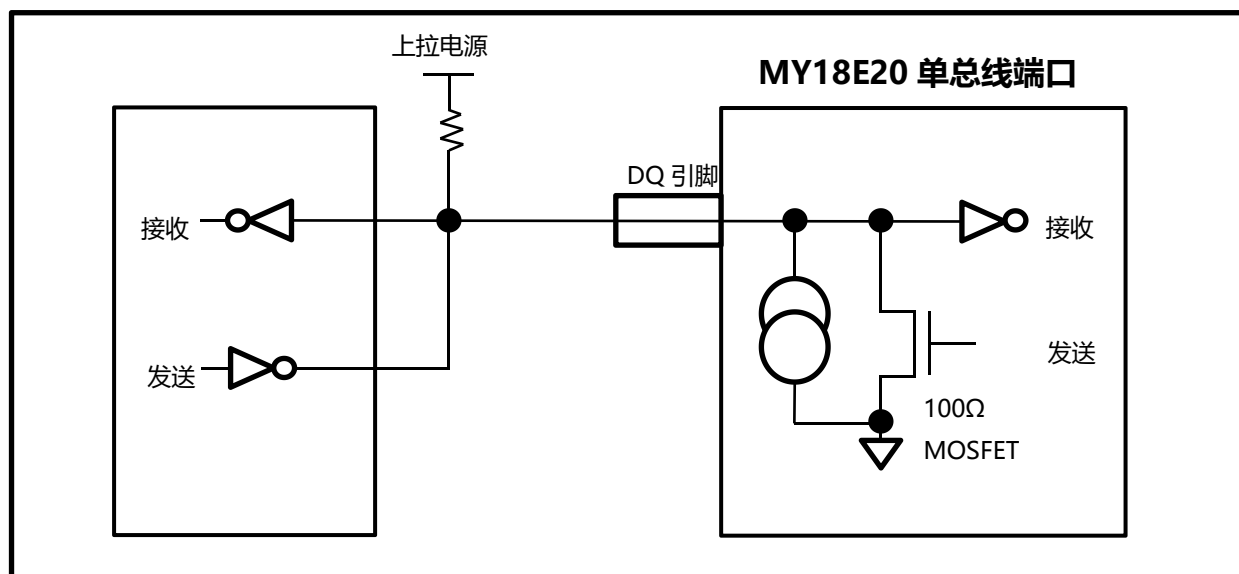 上拉电源
MY18E20 单总线端口
DQ 引脚
接收
接收
发送
发送
100Ω
MOSFET